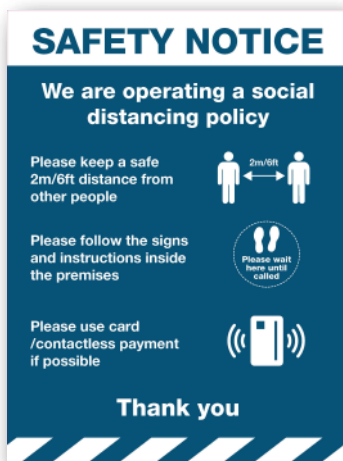 SAFETY NOTICE
We are operating a social
distancing policy
Please keep a safe
2m/6ft distance from
other people
2m/6ft
Please follow the signs
and instructions inside
the premises
Please wait
here until
called
Please use card
/contactless payment
if possible
Thank you